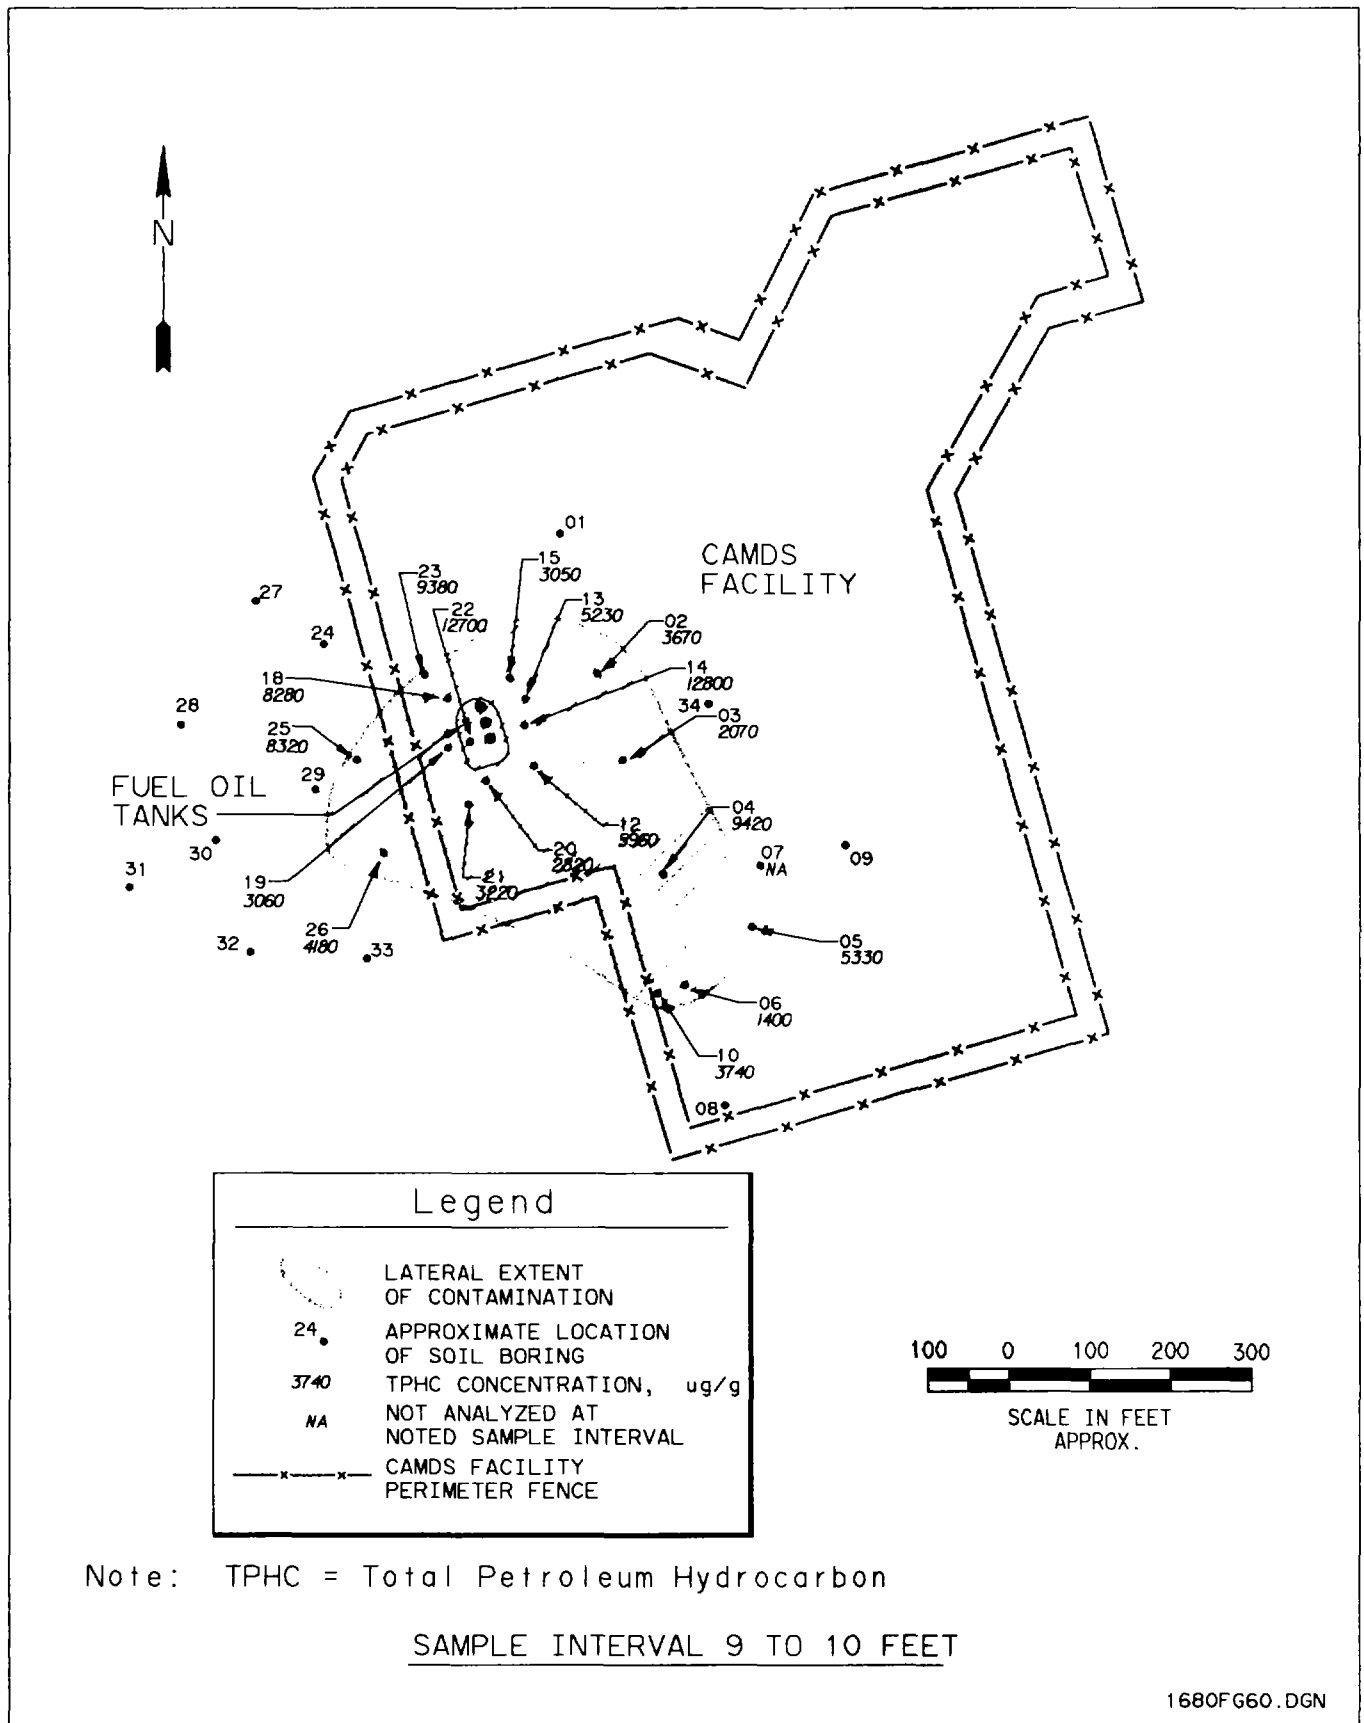 N
01
CAMDS
FACILITY
15
3050
23
9380
13
5230
27
22
12700
02
3670
24
14
12800
18
8280
34
03
2070
28
25
8320
29
FUEL OIL
TANKS
04
9420
12
5960
30
20
2820
07
NA
09
31
19
3060
21
3220
26
4180
32
33
05
5330
06
1400
10
3740
08
Legend
LATERAL EXTENT
OF CONTAMINATION
24
APPROXIMATE LOCATION
OF SOIL BORING
3740
TPHC CONCENTRATION, ug/g
NA
NOT ANALYZED AT
NOTED SAMPLE INTERVAL
CAMDS FACILITY
PERIMETER FENCE
100 0 100 200 300
SCALE IN FEET
APPROX.
Note: TPHC = Total Petroleum Hydrocarbon
SAMPLE INTERVAL 9 TO 10 FEET
1680FG60.DGN